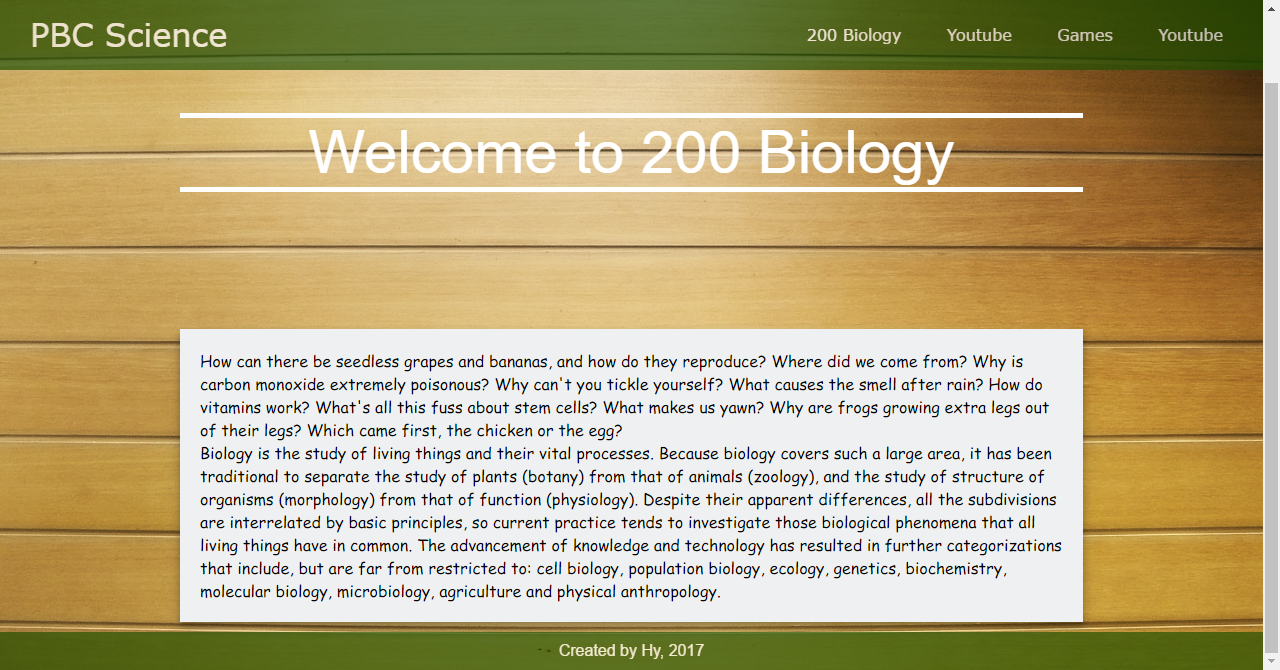 PBC Science
200 Biology Youtube Games Youtube
Welcome to 200 Biology
How can there be seedless grapes and bananas, and how do they reproduce? Where did we come from? Why is
carbon monoxide extremely poisonous? Why can't you tickle yourself? What causes the smell after rain? How do
vitamins work? What's all this fuss about stem cells? What makes us yawn? Why are frogs growing extra legs out
of their legs? Which came first, the chicken or the egg?
Biology is the study of living things and their vital processes. Because biology covers such a large area, it has been
traditional to separate the study of plants (botany) from that of animals (zoology), and the study of structure of
organisms (morphology) from that of function (physiology). Despite their apparent differences, all the subdivisions
are interrelated by basic principles, so current practice tends to investigate those biological phenomena that all
living things have in common. The advancement of knowledge and technology has resulted in further categorizations
that include, but are far from restricted to: cell biology, population biology, ecology, genetics, biochemistry,
molecular biology, microbiology, agriculture and physical anthropology.
Created by Hy, 2017